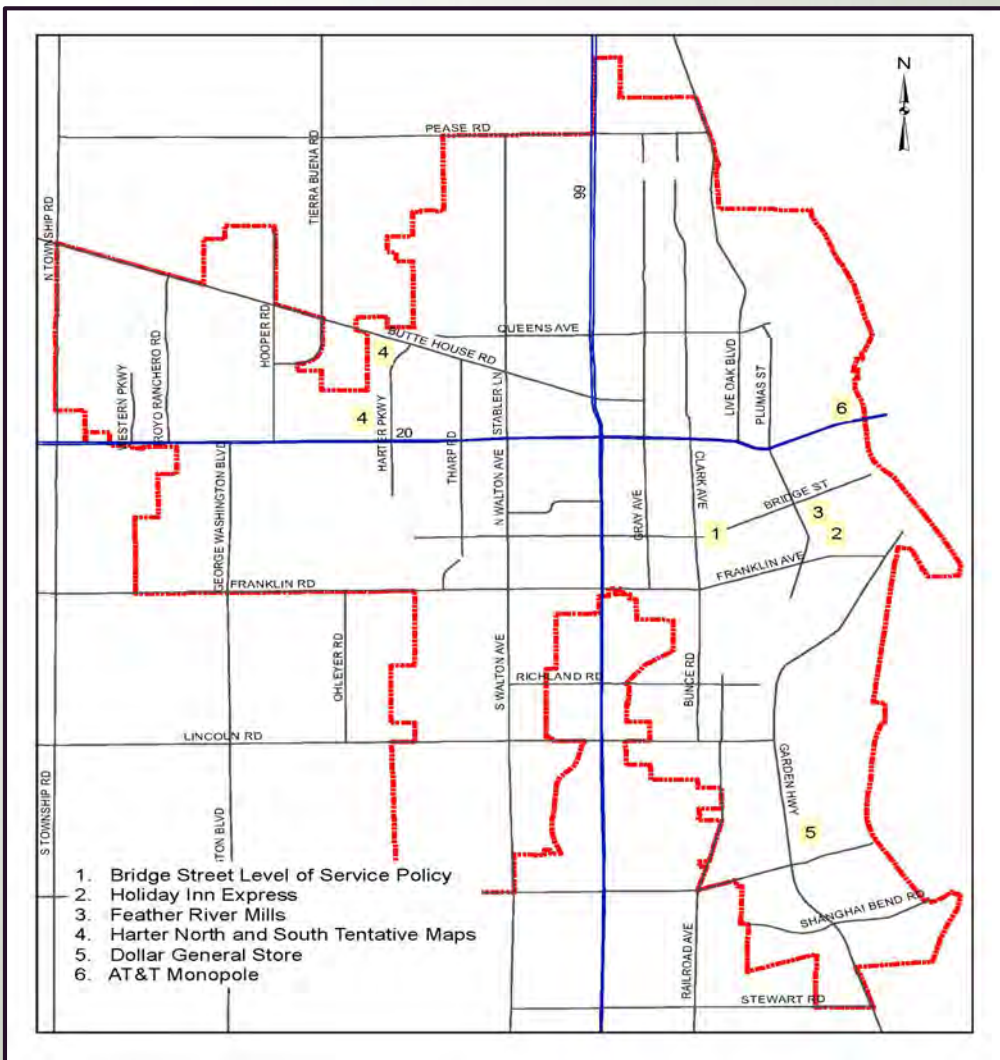 N
PEASE RD
TIERRA BUENA RD
N TOWNSHIP RD
99
HOOPER RD
QUEENS AVE
BUTTE HOUSE RD
4
WESTERN PKWY
ROYO RANCHERO RD
STABLER LN
LIVE OAK BLVD
PLUMAS ST
4
6
20
HARTER PKWY
THARP RD
N WALTON AVE
GEORGE WASHINGTON BLVD
GRAY AVE
CLARK AVE
BRIDGE ST
3
1
2
FRANKLIN AVE
FRANKLIN RD
OHLEYER RD
S WALTON AVE
RICHLAND RD
BUNCE RD
LINCOLN RD
S TOWNSHIP RD
GARDEN HWY
TON BLVD
5
SHANGHAI BEND RD
RAILROAD AVE
STEWART RD
1. Bridge Street Level of Service Policy
2. Holiday Inn Express
3. Feather River Mills
4. Harter North and South Tentative Maps
5. Dollar General Store
6. AT&T Monopole